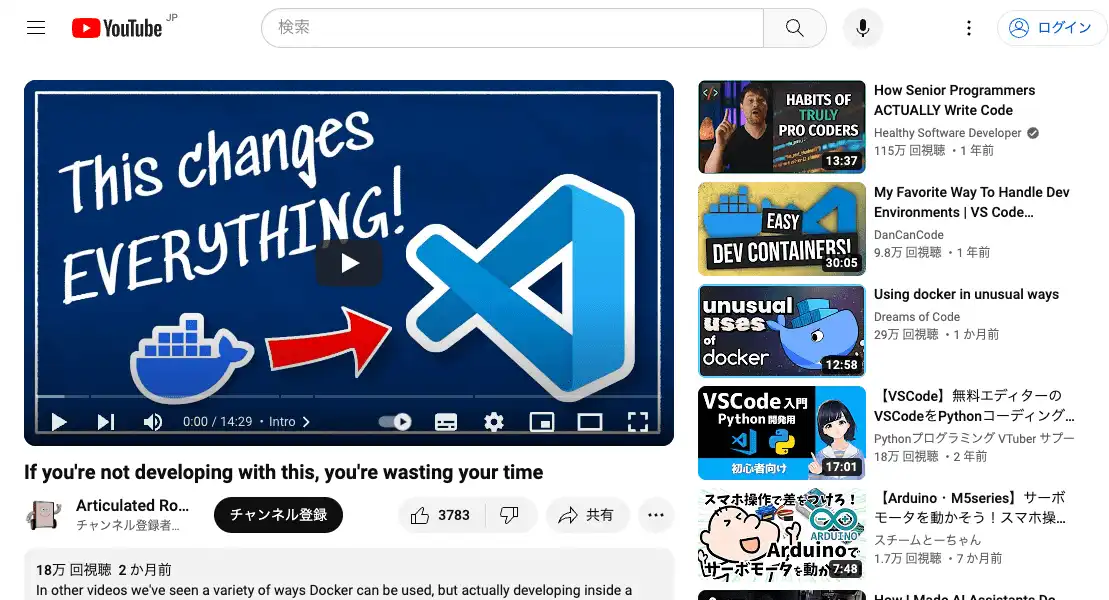 YouTube JP
検索
ログイン
This changes
EVERYTHING!
0:00 / 14:29 ・ Intro
If you're not developing with this, you're wasting your time
Articulated Ro...
チャンネル登録者...
チャンネル登録
3783
共有
18万 回視聴 2 か月前
In other videos we've seen a variety of ways Docker can be used, but actually developing inside a
</>
HABITS OF
TRULY
PRO CODERS
13:37
How Senior Programmers
ACTUALLY Write Code
Healthy Software Developer
115万 回視聴 ・1 年前
EASY
DEV CONTAINERS!
30:05
My Favorite Way To Handle Dev
Environments | VS Code…
DanCanCode
9.8万 回視聴 ・1 年前
unusual
uses
of
docker
12:58
Using docker in unusual ways
Dreams of Code
29万 回視聴 ・1 か月前
VSCode入門
Python開発用
初心者向け
17:01
【VSCode】無料エディターの
VSCodeをPythonコーディング…
Pythonプログラミング VTuber サプー
18万 回視聴 ・2 年前
スマホ操作で差をつけろ！
ARDUINO
Arduinoで
サーボモータを動か
7:48
【Arduino・M5series】サーボ
モータを動かそう！スマホ操…
スチームとーちゃん
1.7万 回視聴 ・7 か月前
How I Made AI Assistants Do